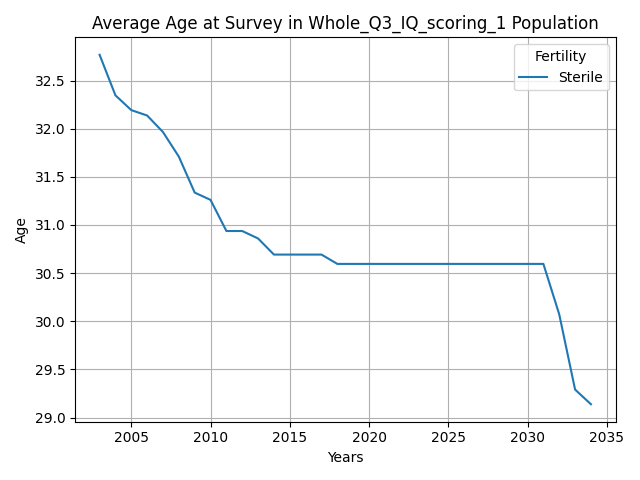 Average Age at Survey in Whole_Q3_IQ_scoring_1 Population
Fertility
Sterile
32.5
32.0
31.5
31.0
30.5
30.0
29.5
29.0
Age
2005 2010 2015 2020 2025 2030 2035
Years